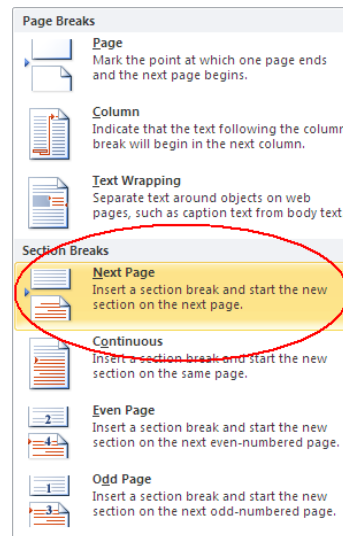 Page Breaks
Page
Mark the point at which one page ends
and the next page begins.
Column
Indicate that the text following the column
break will begin in the next column.
Text Wrapping
Separate text around objects on web
pages, such as caption text from body text
Section Breaks
Next Page
Insert a section break and start the new
section on the next page.
Continuous
Insert a section break and start the new
section on the same page.
2
4
Even Page
Insert a section break and start the new
section on the next even-numbered page.
1
3
Odd Page
Insert a section break and start the new
section on the next odd-numbered page.